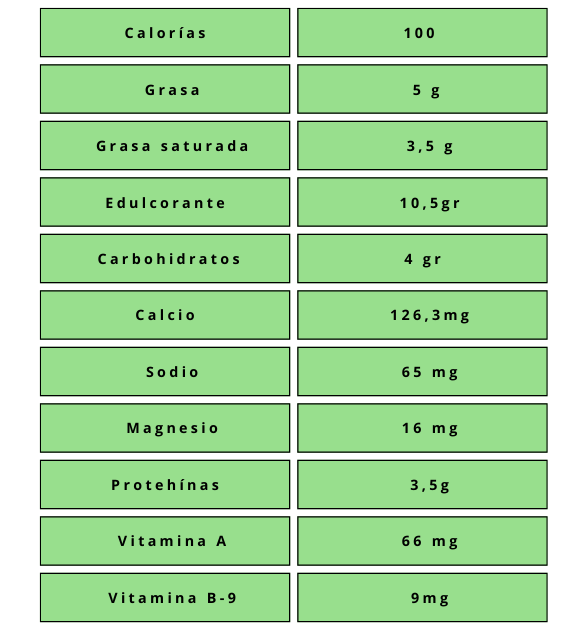 Calorías 100
Grasa 5 g
Grasa saturada 3,5 g
Edulcorante 10,5gr
Carbohidratos 4 gr
Calcio 126,3mg
Sodio 65 mg
Magnesio 16 mg
Protehínas 3,5g
Vitamina A 66 mg
Vitamina B-9 9mg